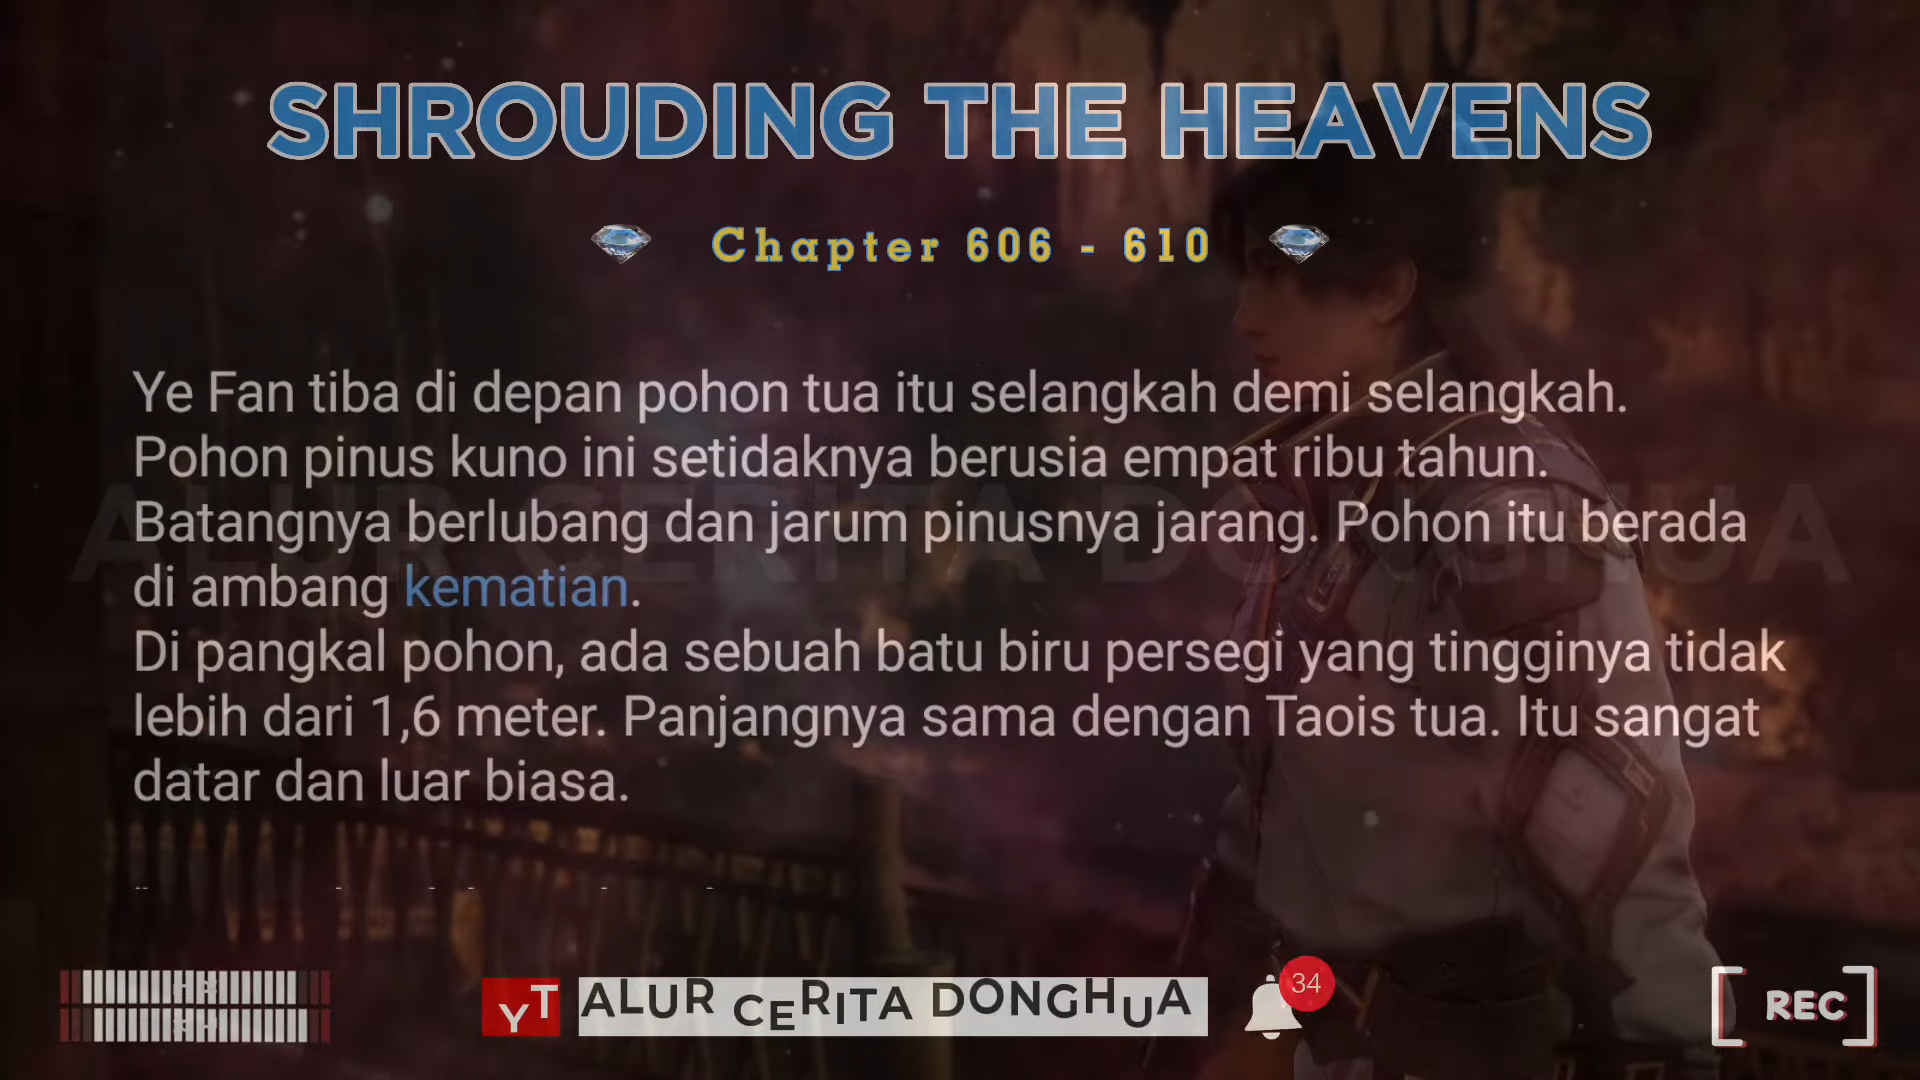 SHROUDING THE HEAVENS
Chapter 606 - 610
Ye Fan tiba di depan pohon tua itu selangkah demi selangkah.
Pohon pinus kuno ini setidaknya berusia empat ribu tahun.
Batangnya berlubang dan jarum pinusnya jarang. Pohon itu berada
ALUR CERITA DONGHUA
di ambang kematian.
Di pangkal pohon, ada sebuah batu biru persegi yang tingginya tidak
lebih dari 1,6 meter. Panjangnya sama dengan Taois tua. Itu sangat
datar dan luar biasa.
YT ALUR CERITA DONGHUA
34
REC